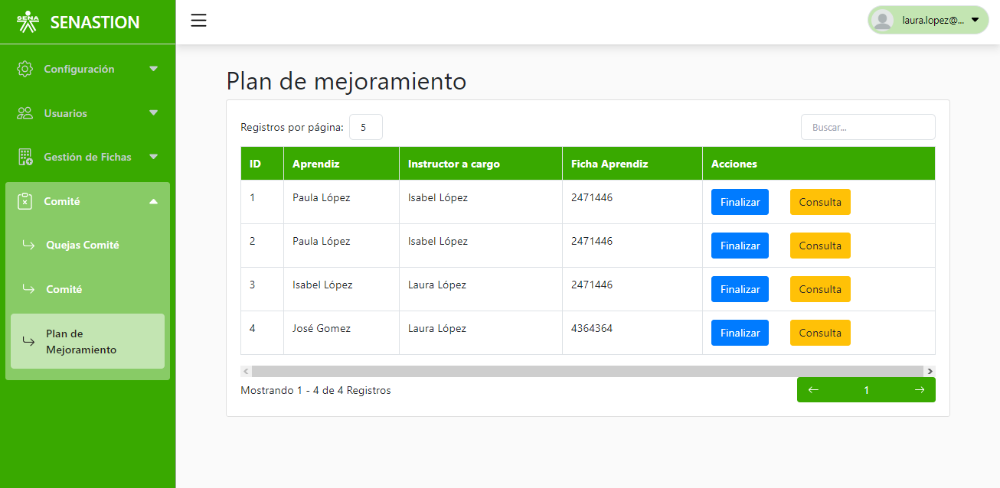 SENA
SENASTION
laura.lopez@...
Configuración
Usuarios
Gestión de Fichas
Comité
Quejas Comité
Comité
Plan de
Mejoramiento
Plan de mejoramiento
Registros por página: 5
Buscar...
ID Aprendiz Instructor a cargo Ficha Aprendiz Acciones
1 Paula López Isabel López 2471446 Finalizar Consulta
2 Paula López Isabel López 2471446 Finalizar Consulta
3 Isabel López Laura López 2471446 Finalizar Consulta
4 José Gomez Laura López 4364364 Finalizar Consulta
Mostrando 1 - 4 de 4 Registros
← 1 →